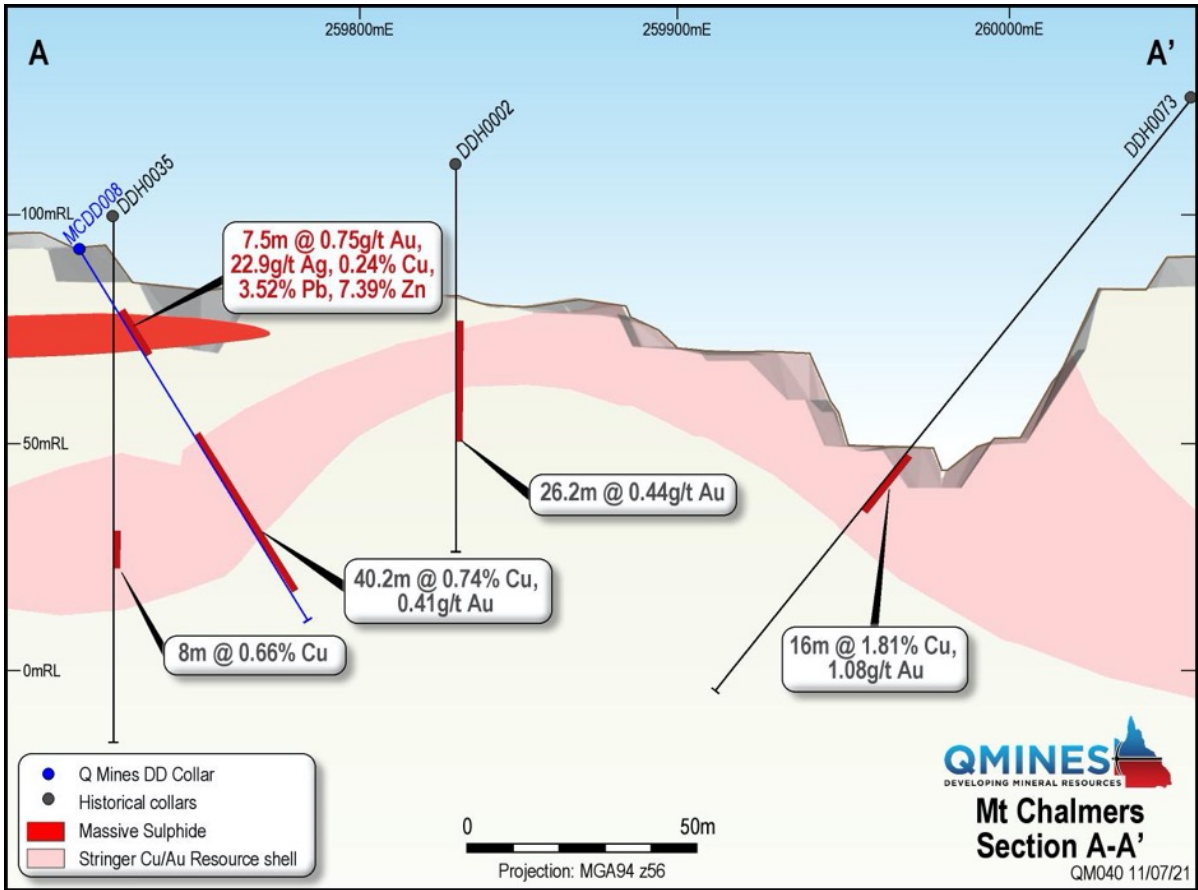 259800mE
259900mE
260000mE
A
A'
MCDD008
DDH0035
DDH0002
DDH0073
100mRL
50mRL
0mRL
7.5m @ 0.75g/t Au,
22.9g/t Ag, 0.24% Cu,
3.52% Pb, 7.39% Zn
26.2m @ 0.44g/t Au
40.2m @ 0.74% Cu,
0.41g/t Au
8m @ 0.66% Cu
16m @ 1.81% Cu,
1.08g/t Au
Q Mines DD Collar
Historical collars
Massive Sulphide
Stringer Cu/Au Resource shell
0
50m
Projection: MGA94 z56
QMINES
DEVELOPING MINERAL RESOURCES
Mt Chalmers
Section A-A'
QM040 11/07/21